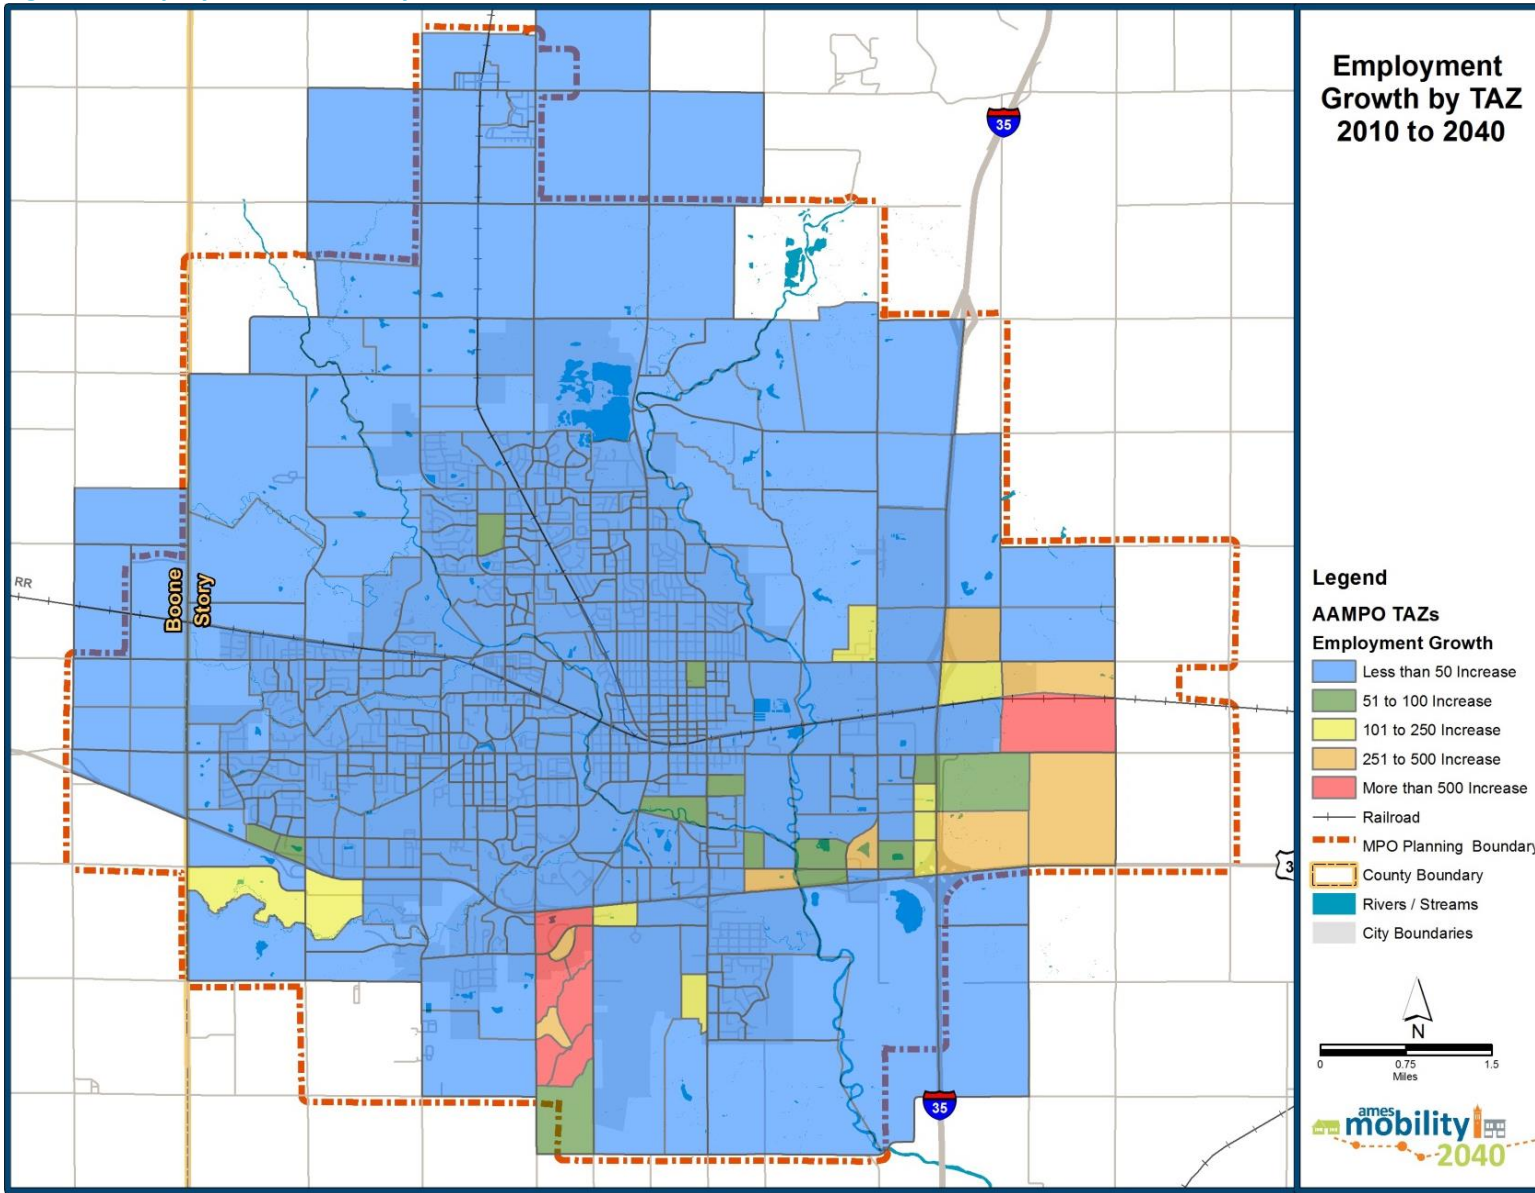 Employment
Growth by TAZ
2010 to 2040
35
RR
Boone
Story
35
3
Legend
AAMPO TAZs
Employment Growth
Less than 50 Increase
51 to 100 Increase
101 to 250 Increase
251 to 500 Increase
More than 500 Increase
Railroad
MPO Planning Boundary
County Boundary
Rivers / Streams
City Boundaries
N
0 0.75 1.5
Miles
ames
mobility
2040